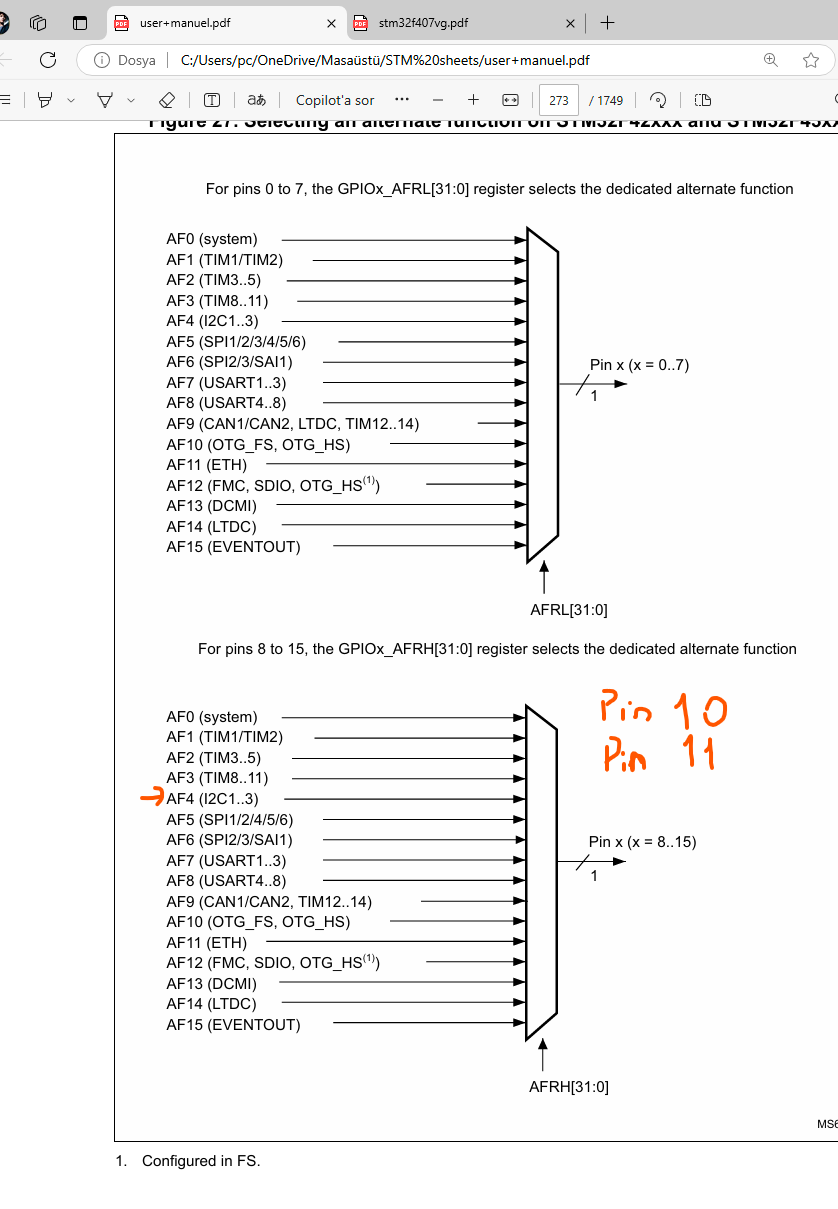 user+manuel.pdf
stm32f407vg.pdf
Dosya
C:/Users/pc/OneDrive/Masaüstü/STM%20sheets/user+manuel.pdf
Copilot'a sor
273 / 1749
Figure 27. Selecting an alternate function on STM32F42xxx and STM32F43xx
For pins 0 to 7, the GPIOx_AFRL[31:0] register selects the dedicated alternate function
AF0 (system)
AF1 (TIM1/TIM2)
AF2 (TIM3..5)
AF3 (TIM8..11)
AF4 (I2C1..3)
AF5 (SPI1/2/3/4/5/6)
AF6 (SPI2/3/SAI1)
AF7 (USART1..3)
AF8 (USART4..8)
AF9 (CAN1/CAN2, LTDC, TIM12..14)
AF10 (OTG_FS, OTG_HS)
AF11 (ETH)
AF12 (FMC, SDIO, OTG_HS(1))
AF13 (DCMI)
AF14 (LTDC)
AF15 (EVENTOUT)
Pin x (x = 0..7)
1
AFRL[31:0]
For pins 8 to 15, the GPIOx_AFRH[31:0] register selects the dedicated alternate function
Pin 10
Pin 11
AF0 (system)
AF1 (TIM1/TIM2)
AF2 (TIM3..5)
AF3 (TIM8..11)
AF4 (I2C1..3)
AF5 (SPI1/2/4/5/6)
AF6 (SPI2/3/SAI1)
AF7 (USART1..3)
AF8 (USART4..8)
AF9 (CAN1/CAN2, TIM12..14)
AF10 (OTG_FS, OTG_HS)
AF11 (ETH)
AF12 (FMC, SDIO, OTG_HS(1))
AF13 (DCMI)
AF14 (LTDC)
AF15 (EVENTOUT)
Pin x (x = 8..15)
1
AFRH[31:0]
MS6
1. Configured in FS.